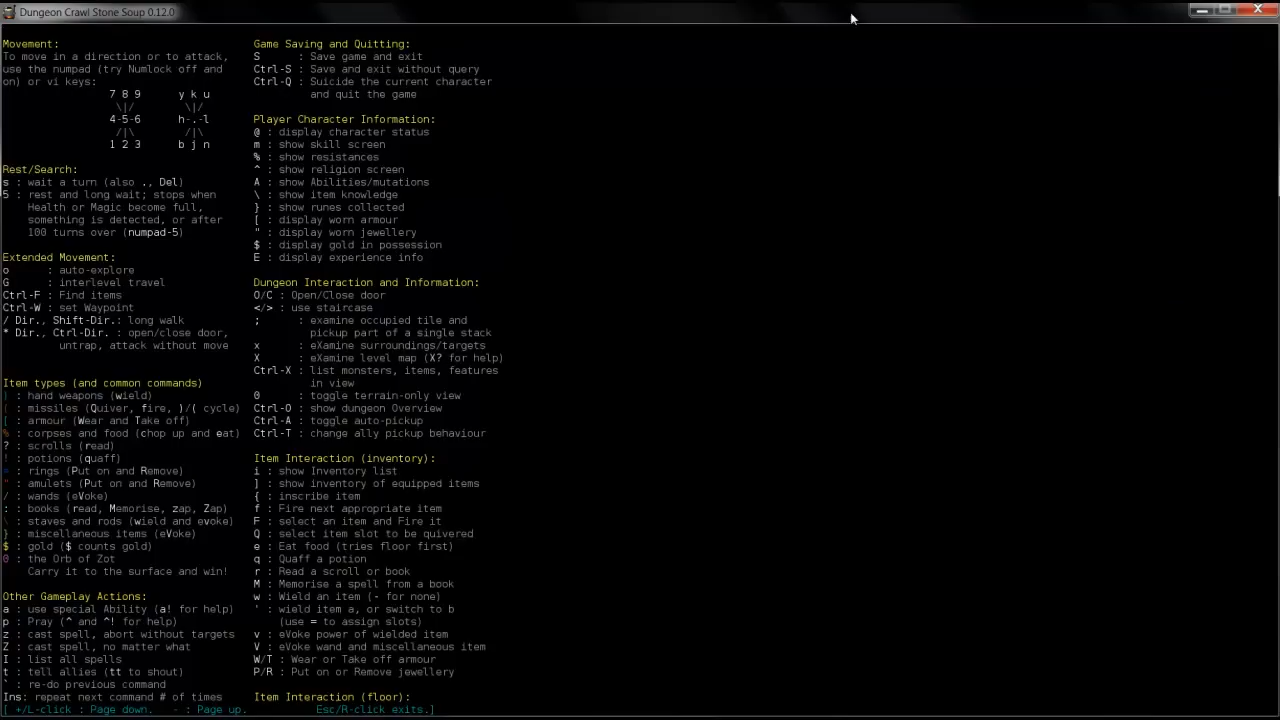 Dungeon Crawl Stone Soup 0.12.0
Movement:
To move in a direction or to attack,
use the numpad (try Numlock off and
on) or vi keys:
7 8 9 y k u
\|/ \|/
4-5-6 h-.-l
/|\ /|\
1 2 3 b j n
Rest/Search:
s : wait a turn (also ., Del)
5 : rest and long wait; stops when
Health or Magic become full,
something is detected, or after
100 turns over (numpad-5)
Extended Movement:
o : auto-explore
G : interlevel travel
Ctrl-F : Find items
Ctrl-W : set Waypoint
/ Dir., Shift-Dir.: long walk
* Dir., Ctrl-Dir. : open/close door,
untrap, attack without move
Item types (and common commands)
) : hand weapons (wield)
( : missiles (Quiver, fire, )/( cycle)
[ : armour (Wear and Take off)
% : corpses and food (chop up and eat)
? : scrolls (read)
! : potions (quaff)
= : rings (Put on and Remove)
" : amulets (Put on and Remove)
/ : wands (eVoke)
: : books (read, Memorise, zap, Zap)
\ : staves and rods (wield and evoke)
} : miscellaneous items (eVoke)
$ : gold ($ counts gold)
0 : the Orb of Zot
Carry it to the surface and win!
Other Gameplay Actions:
a : use special Ability (a! for help)
p : Pray (^ and ^! for help)
z : cast spell, abort without targets
Z : cast spell, no matter what
I : list all spells
t : tell allies (tt to shout)
` : re-do previous command
Ins: repeat next command # of times
Game Saving and Quitting:
S : Save game and exit
Ctrl-S : Save and exit without query
Ctrl-Q : Suicide the current character
and quit the game
Player Character Information:
@ : display character status
m : show skill screen
% : show resistances
^ : show religion screen
A : show Abilities/mutations
\ : show item knowledge
} : show runes collected
[ : display worn armour
" : display worn jewellery
$ : display gold in possession
E : display experience info
Dungeon Interaction and Information:
O/C : Open/Close door
</> : use staircase
; : examine occupied tile and
pickup part of a single stack
x : eXamine surroundings/targets
X : eXamine level map (X? for help)
Ctrl-X : list monsters, items, features
in view
0 : toggle terrain-only view
Ctrl-O : show dungeon Overview
Ctrl-A : toggle auto-pickup
Ctrl-T : change ally pickup behaviour
Item Interaction (inventory):
i : show Inventory list
] : show inventory of equipped items
{ : inscribe item
f : Fire next appropriate item
F : select an item and Fire it
Q : select item slot to be quivered
e : Eat food (tries floor first)
q : Quaff a potion
r : Read a scroll or book
M : Memorise a spell from a book
w : Wield an item (- for none)
' : wield item a, or switch to b
(use = to assign slots)
v : eVoke power of wielded item
V : eVoke wand and miscellaneous item
W/T : Wear or Take off armour
P/R : Put on or Remove jewellery
Item Interaction (floor):
[ +/L-click : Page down. - : Page up. Esc/R-click exits.]